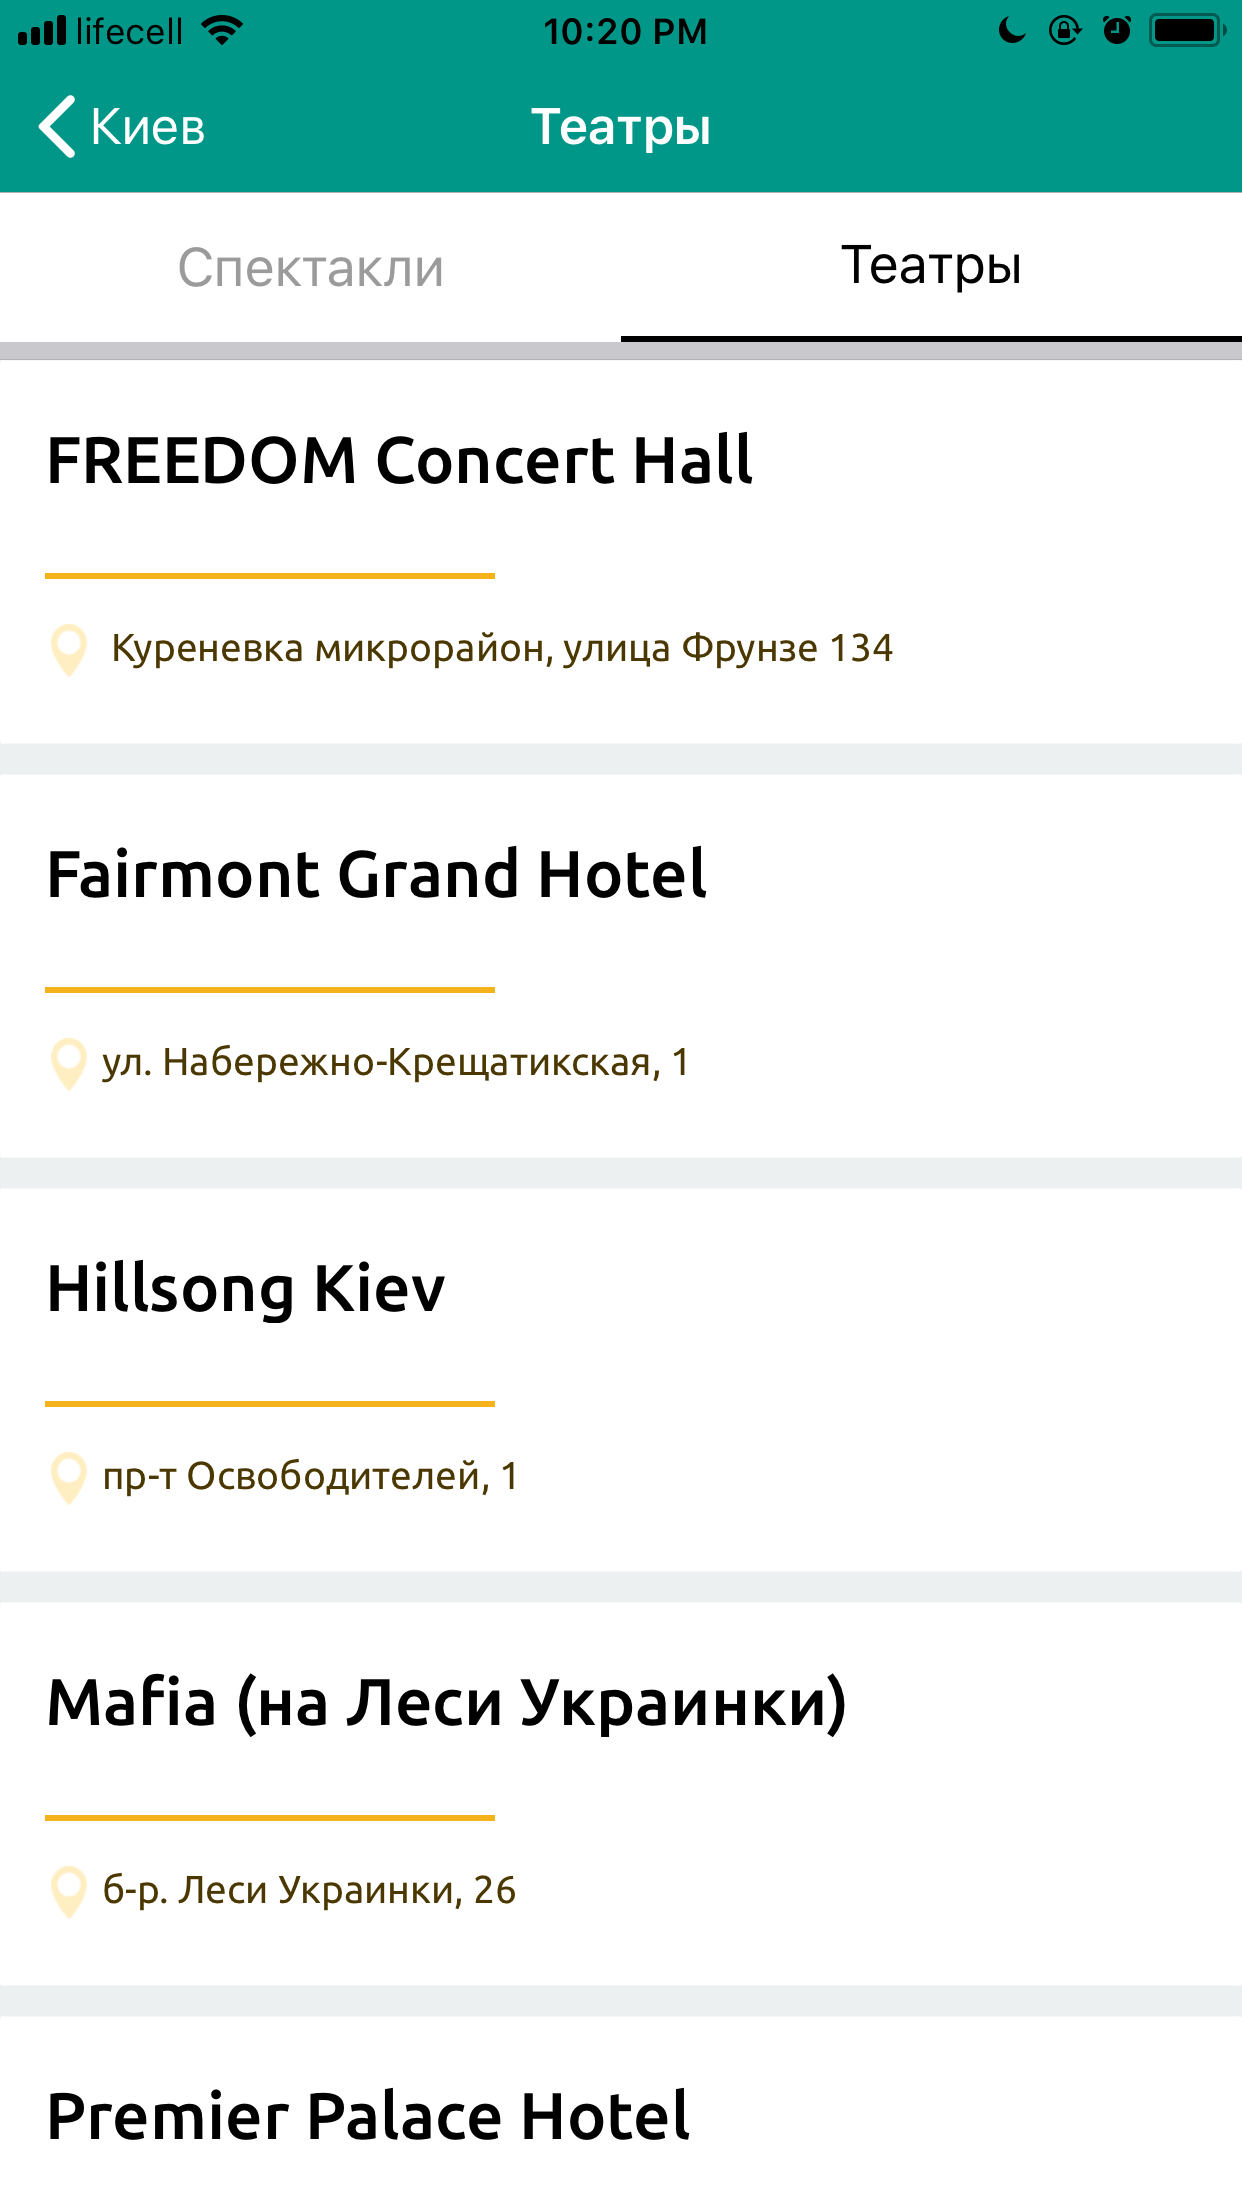 lifecell 10:20 PM
Киев Театры
Спектакли Театры
FREEDOM Concert Hall
Куреневка микрорайон, улица Фрунзе 134
Fairmont Grand Hotel
ул. Набережно-Крещатикская, 1
Hillsong Kiev
пр-т Освободителей, 1
Mafia (на Леси Украинки)
б-р. Леси Украинки, 26
Premier Palace Hotel